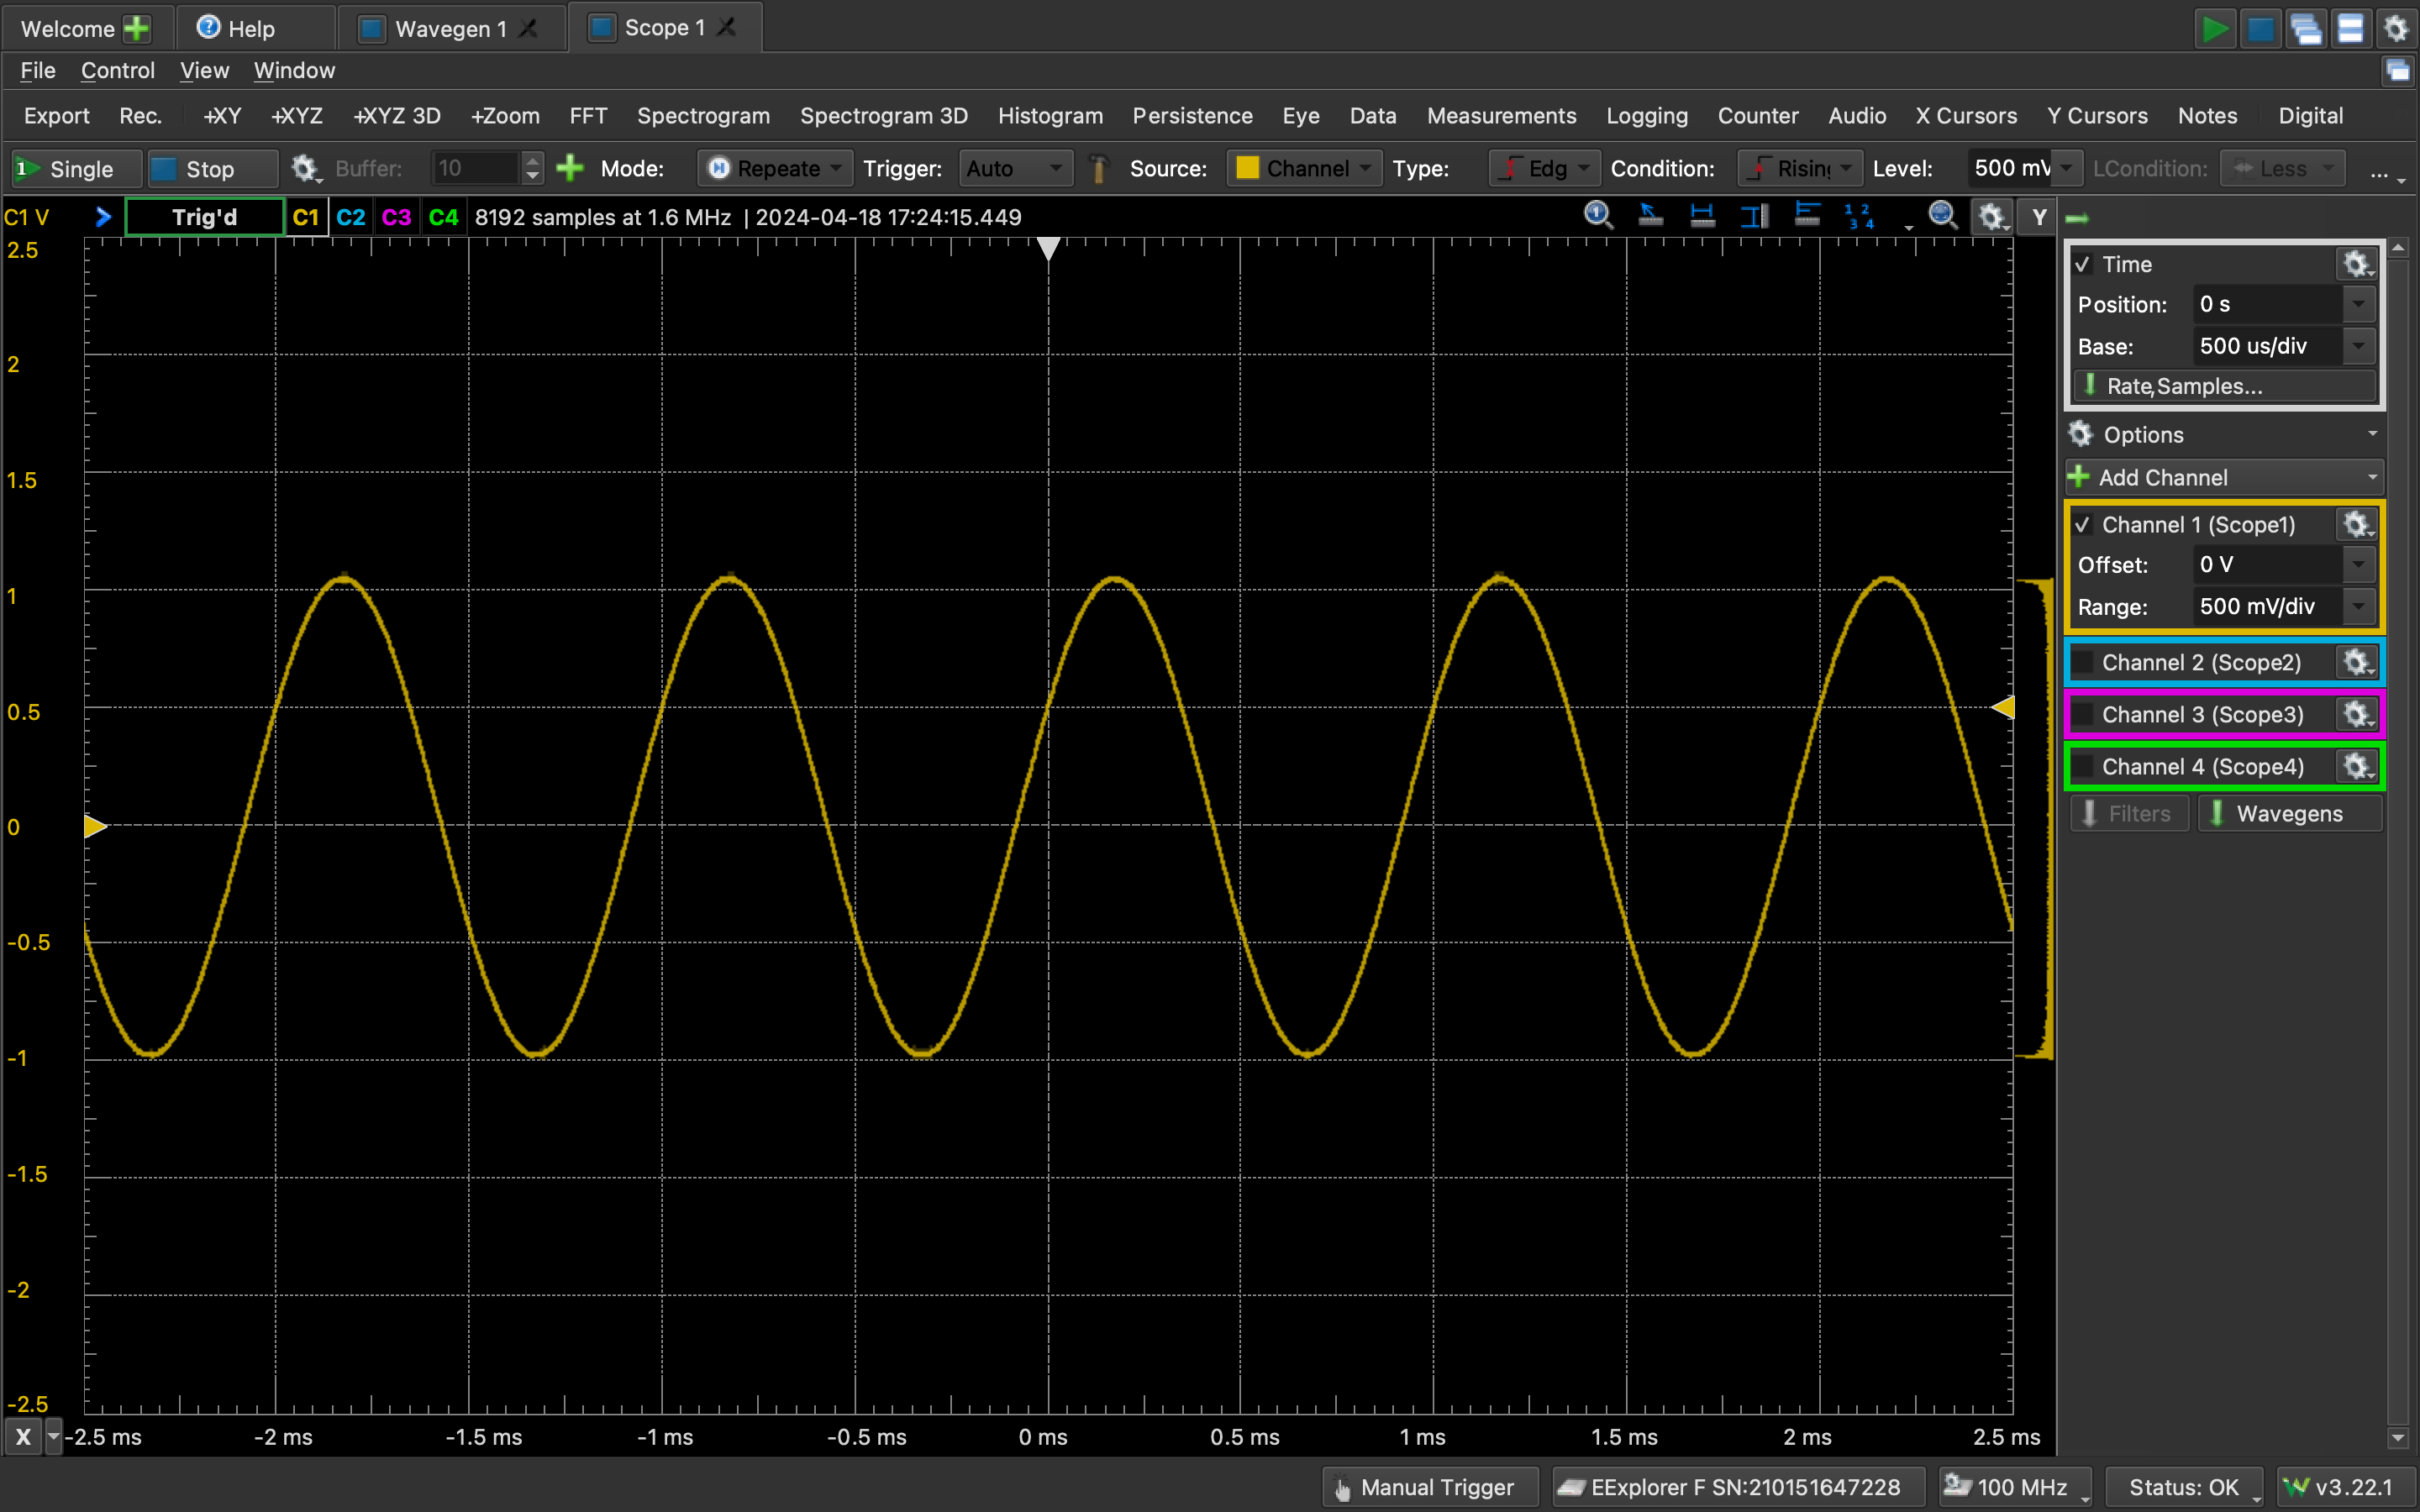 Welcome Help Wavegen 1 Scope 1
File Control View Window
Export Rec. +XY +XYZ +XYZ 3D +Zoom FFT Spectrogram Spectrogram 3D Histogram Persistence Eye Data Measurements Logging Counter Audio X Cursors Y Cursors Notes Digital
1 Single Stop Buffer: 10 Mode: Repeate Trigger: Auto Source: Channel Type: Edg Condition: Rising Level: 500 mV LCondition: Less ...
C1 V Trig'd C1 C2 C3 C4 8192 samples at 1.6 MHz | 2024-04-18 17:24:15.449 1 1 2 3 4 Y
2.5
2
1.5
1
0.5
0
-0.5
-1
-1.5
-2
-2.5
X -2.5 ms -2 ms -1.5 ms -1 ms -0.5 ms 0 ms 0.5 ms 1 ms 1.5 ms 2 ms 2.5 ms
Time
Position: 0 s
Base: 500 us/div
Rate,Samples...
Options
Add Channel
Channel 1 (Scope1)
Offset: 0 V
Range: 500 mV/div
Channel 2 (Scope2)
Channel 3 (Scope3)
Channel 4 (Scope4)
Filters Wavegens
Manual Trigger EExplorer F SN:210151647228 100 MHz Status: OK W v3.22.1